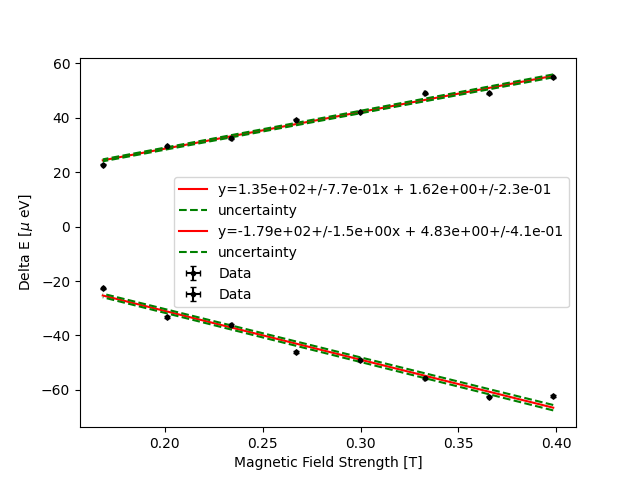 60
40
20
0
−20
−40
−60
Delta E [μ eV]
y=1.35e+02+/-7.7e-01x + 1.62e+00+/-2.3e-01
uncertainty
y=-1.79e+02+/-1.5e+00x + 4.83e+00+/-4.1e-01
uncertainty
Data
Data
0.20 0.25 0.30 0.35 0.40
Magnetic Field Strength [T]